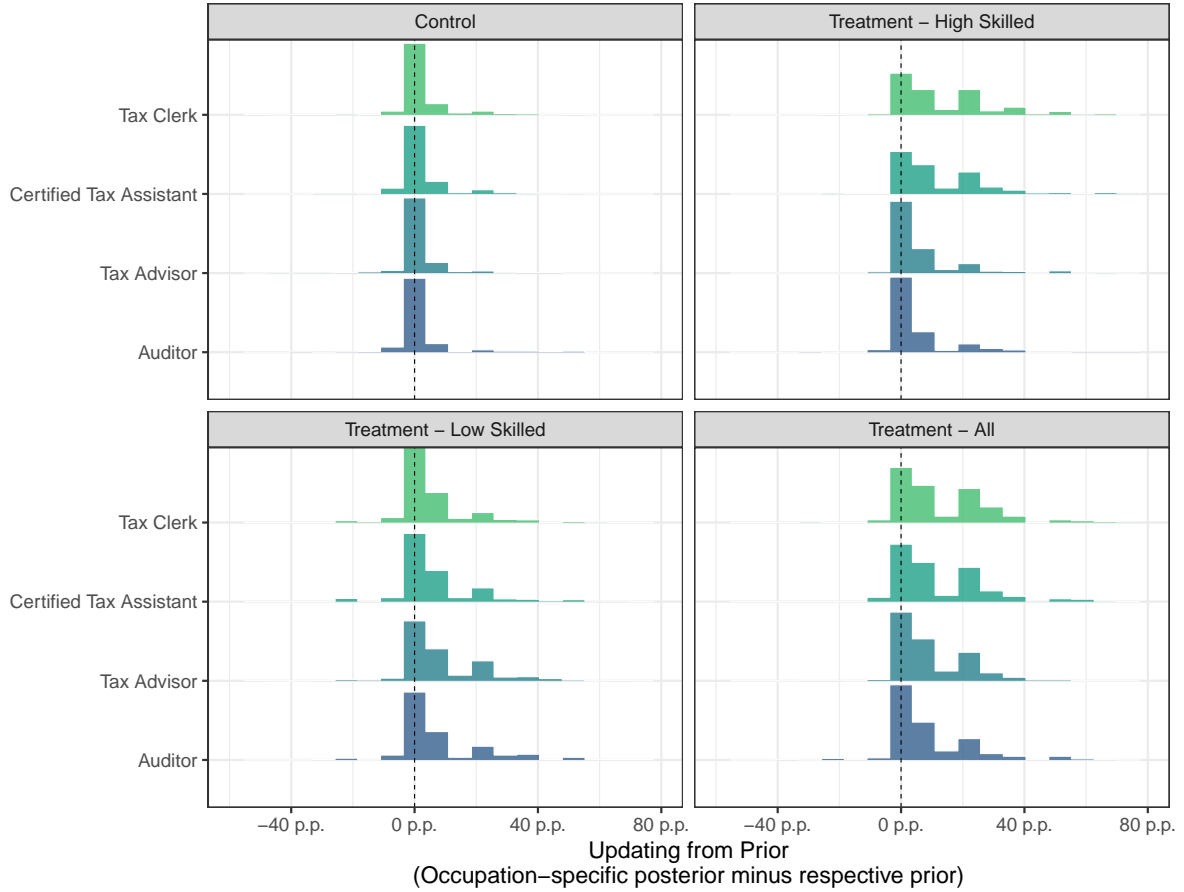 Control
Treatment − High Skilled
Tax Clerk
Certified Tax Assistant
Tax Advisor
Auditor
Treatment − Low Skilled
Treatment − All
Tax Clerk
Certified Tax Assistant
Tax Advisor
Auditor
−40 p.p. 0 p.p. 40 p.p. 80 p.p.
−40 p.p. 0 p.p. 40 p.p. 80 p.p.
Updating from Prior
(Occupation−specific posterior minus respective prior)